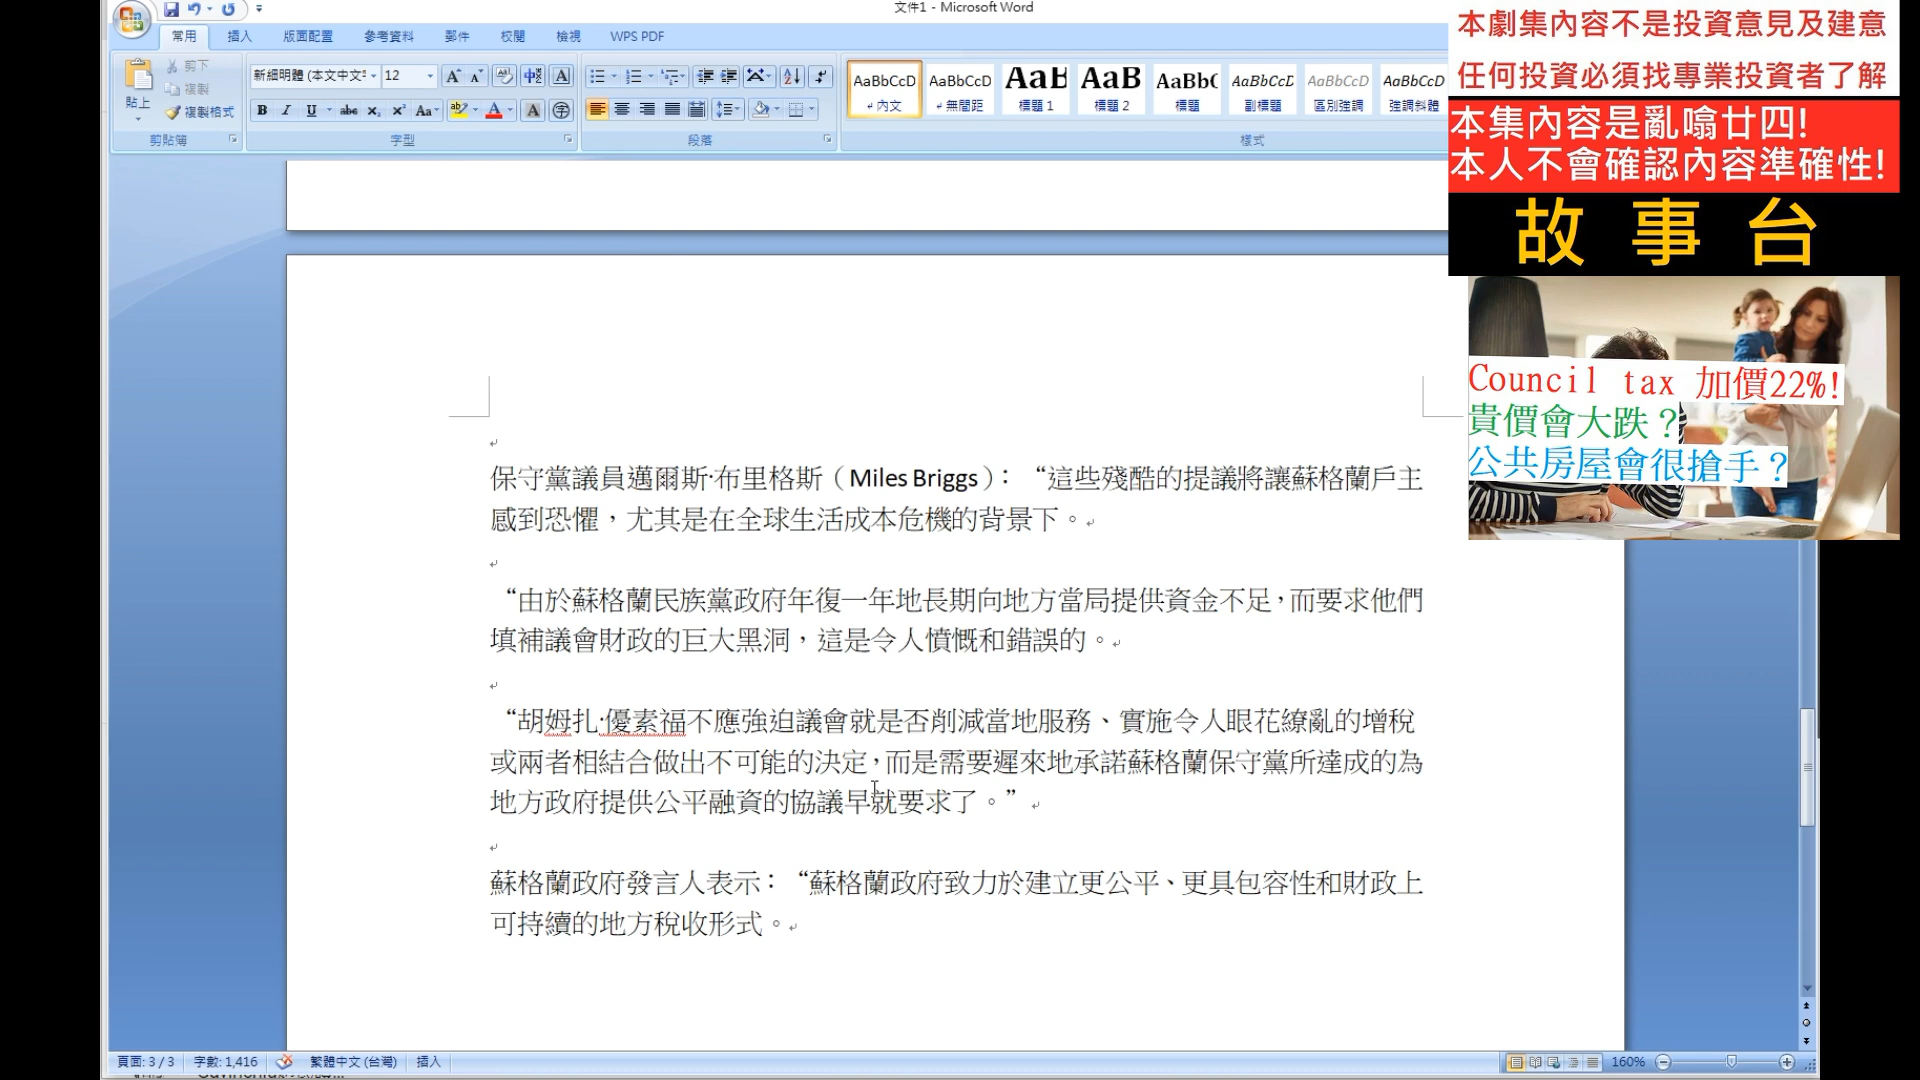 文件1 - Microsoft Word
常用 插入 版面配置 參考資料 郵件 校閱 檢視 WPS PDF
貼上
剪下
複製
複製格式
剪貼簿
新細明體 (本文中文
12
字型
段落
AaBbCcD AaBbCcD AaB AaB AaBb( AaBbCcD AaBbCcD AaBbCcD
內文 無間距 標題 1 標題 2 標題 副標題 區別強調 強調斜體
樣式
本劇集內容不是投資意見及建意
任何投資必須找專業投資者了解
本集內容是亂噏廿四!
本人不會確認內容準確性!
故事台
Council tax 加價22%!
貴價會大跌?
公共房屋會很搶手?
保守黨議員邁爾斯·布里格斯（Miles Briggs）：“這些殘酷的提議將讓蘇格蘭戶主
感到恐懼，尤其是在全球生活成本危機的背景下。
“由於蘇格蘭民族黨政府年復一年地長期向地方當局提供資金不足，而要求他們
填補議會財政的巨大黑洞，這是令人憤慨和錯誤的。
“胡姆扎·優素福不應強迫議會就是否削減當地服務、實施令人眼花繚亂的增稅
或兩者相結合做出不可能的決定，而是需要遲來地承諾蘇格蘭保守黨所達成的為
地方政府提供公平融資的協議早就要求了。”
蘇格蘭政府發言人表示：“蘇格蘭政府致力於建立更公平、更具包容性和財政上
可持續的地方稅收形式。
頁面: 3 / 3 字數: 1,416 繁體中文 (台灣) 插入 160%